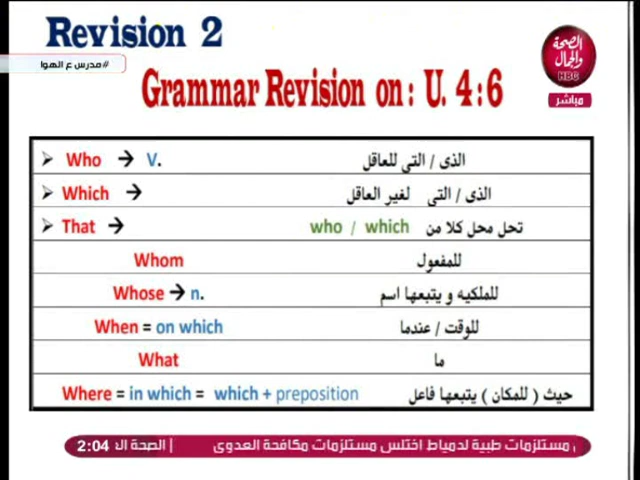 Revision 2
#مدرس ع الهوا
الصحة والجمال
HBC
مباشر
Grammar Revision on: U. 4:6
Who → V. الذى / التى للعاقل
Which → الذى / التى لغير العاقل
That → تحل محل كلا من who / which
Whom للمفعول
Whose → n. للملكيه و يتبعها اسم
When = on which للوقت / عندما
What ما
Where = in which = which + preposition حيث ( للمكان ) يتبعها فاعل
2:04 مستلزمات طبية لدمياط اختلس مستلزمات مكافحة العدوى | الصحة